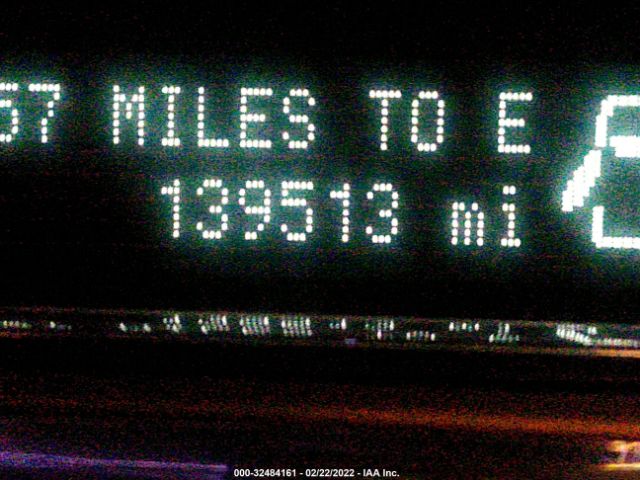 57 MILES TO E
139513 mi
000-32484161 - 02/22/2022 - IAA Inc.